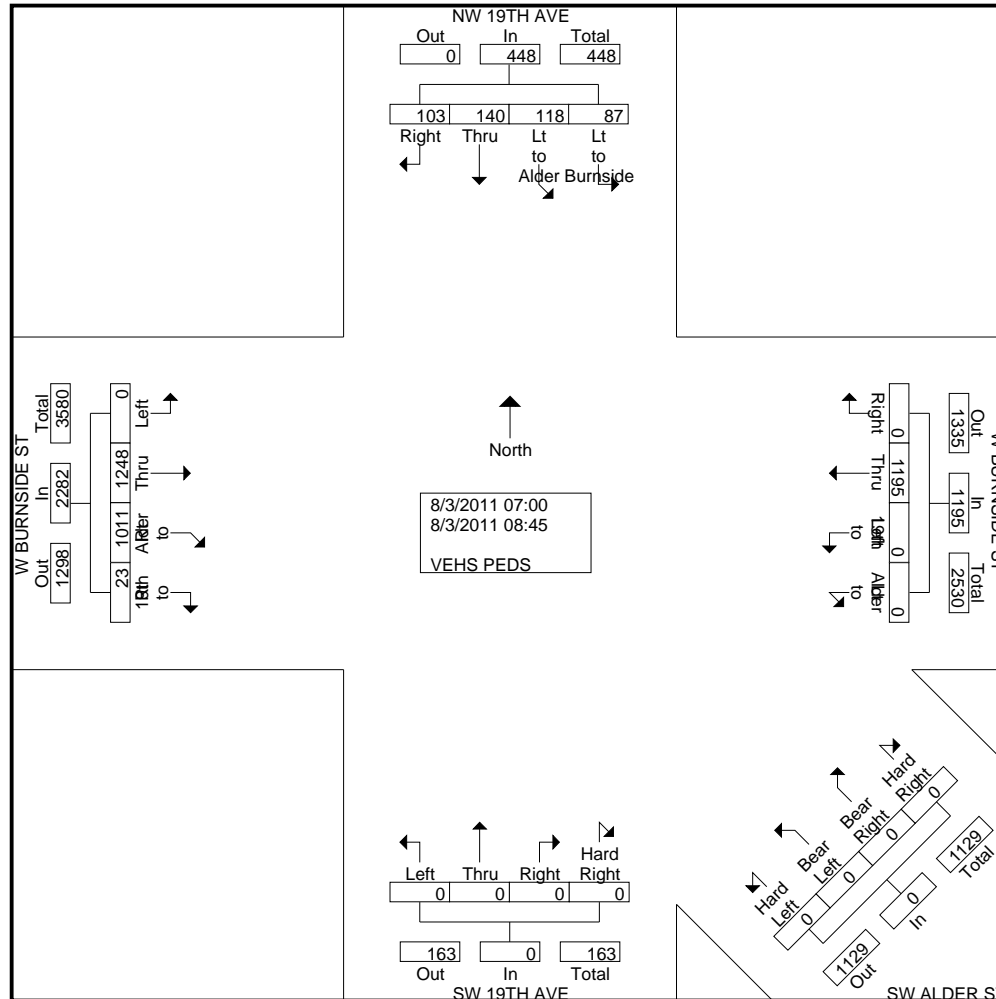 NW 19TH AVE
Out In Total
0 448 448
103 140 118 87
Right Thru Lt Lt
to to
Alder Burnside
W BURNSIDE ST
Total
3580
In
2282
Out
1298
0
Left
1248
Thru
1011
to
23
to
North
8/3/2011 07:00
8/3/2011 08:45
VEHS PEDS
Right
0
Thru
1195
0
to
0
to
Out
1335
In
1195
Total
2530
W BURNSIDE ST
Left Thru Right Hard
Right
0 0 0 0
163 0 163
Out In Total
SW 19TH AVE
Hard
Right
0
Bear
Right
0
Bear
Left
0
Hard
Left
0
1129
Total
0
In
1129
Out
SW ALDER S